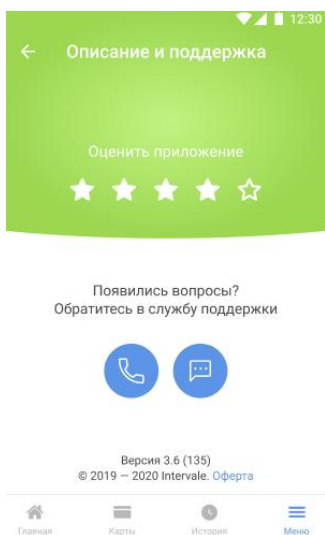 12:30
Описание и поддержка
Оценить приложение
Появились вопросы?
Обратитесь в службу поддержки
Версия 3.6 (135)
© 2019 — 2020 Intervale. Оферта
Главная Карты История Меню